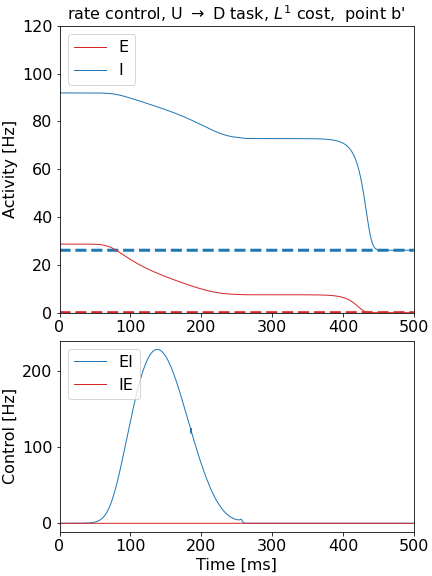 rate control, U → D task, L¹ cost, point b'
120
100
80
60
40
20
0
Activity [Hz]
E
I
0 100 200 300 400 500
200
100
0
Control [Hz]
EI
IE
0 100 200 300 400 500
Time [ms]